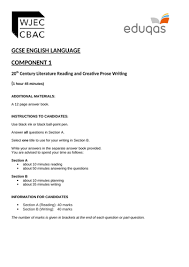 WJEC
CBAC
eduqas
GCSE ENGLISH LANGUAGE
COMPONENT 1
20th Century Literature Reading and Creative Prose Writing
(1 hour 45 minutes)
ADDITIONAL MATERIALS:
A 12 page answer book.
INSTRUCTIONS TO CANDIDATES:
Use black ink or black ball-point pen.
Answer all questions in Section A.
Select one title to use for your writing in Section B.
Write your answers in the separate answer book provided.
You are advised to spend your time as follows:
Section A
• about 10 minutes reading
• about 50 minutes answering the questions
Section B
• about 10 minutes planning
• about 35 minutes writing
INFORMATION FOR CANDIDATES
• Section A (Reading): 40 marks
• Section B (Writing): 40 marks
The number of marks is given in brackets at the end of each question or part-question.